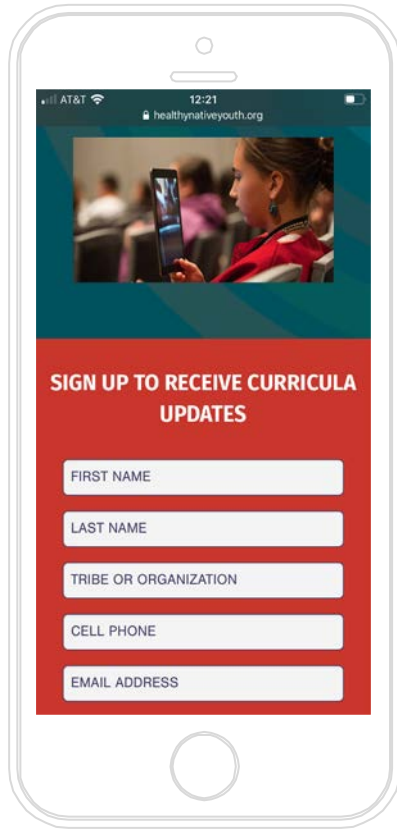 AT&T
12:21
healthynativeyouth.org
SIGN UP TO RECEIVE CURRICULA
UPDATES
FIRST NAME
LAST NAME
TRIBE OR ORGANIZATION
CELL PHONE
EMAIL ADDRESS